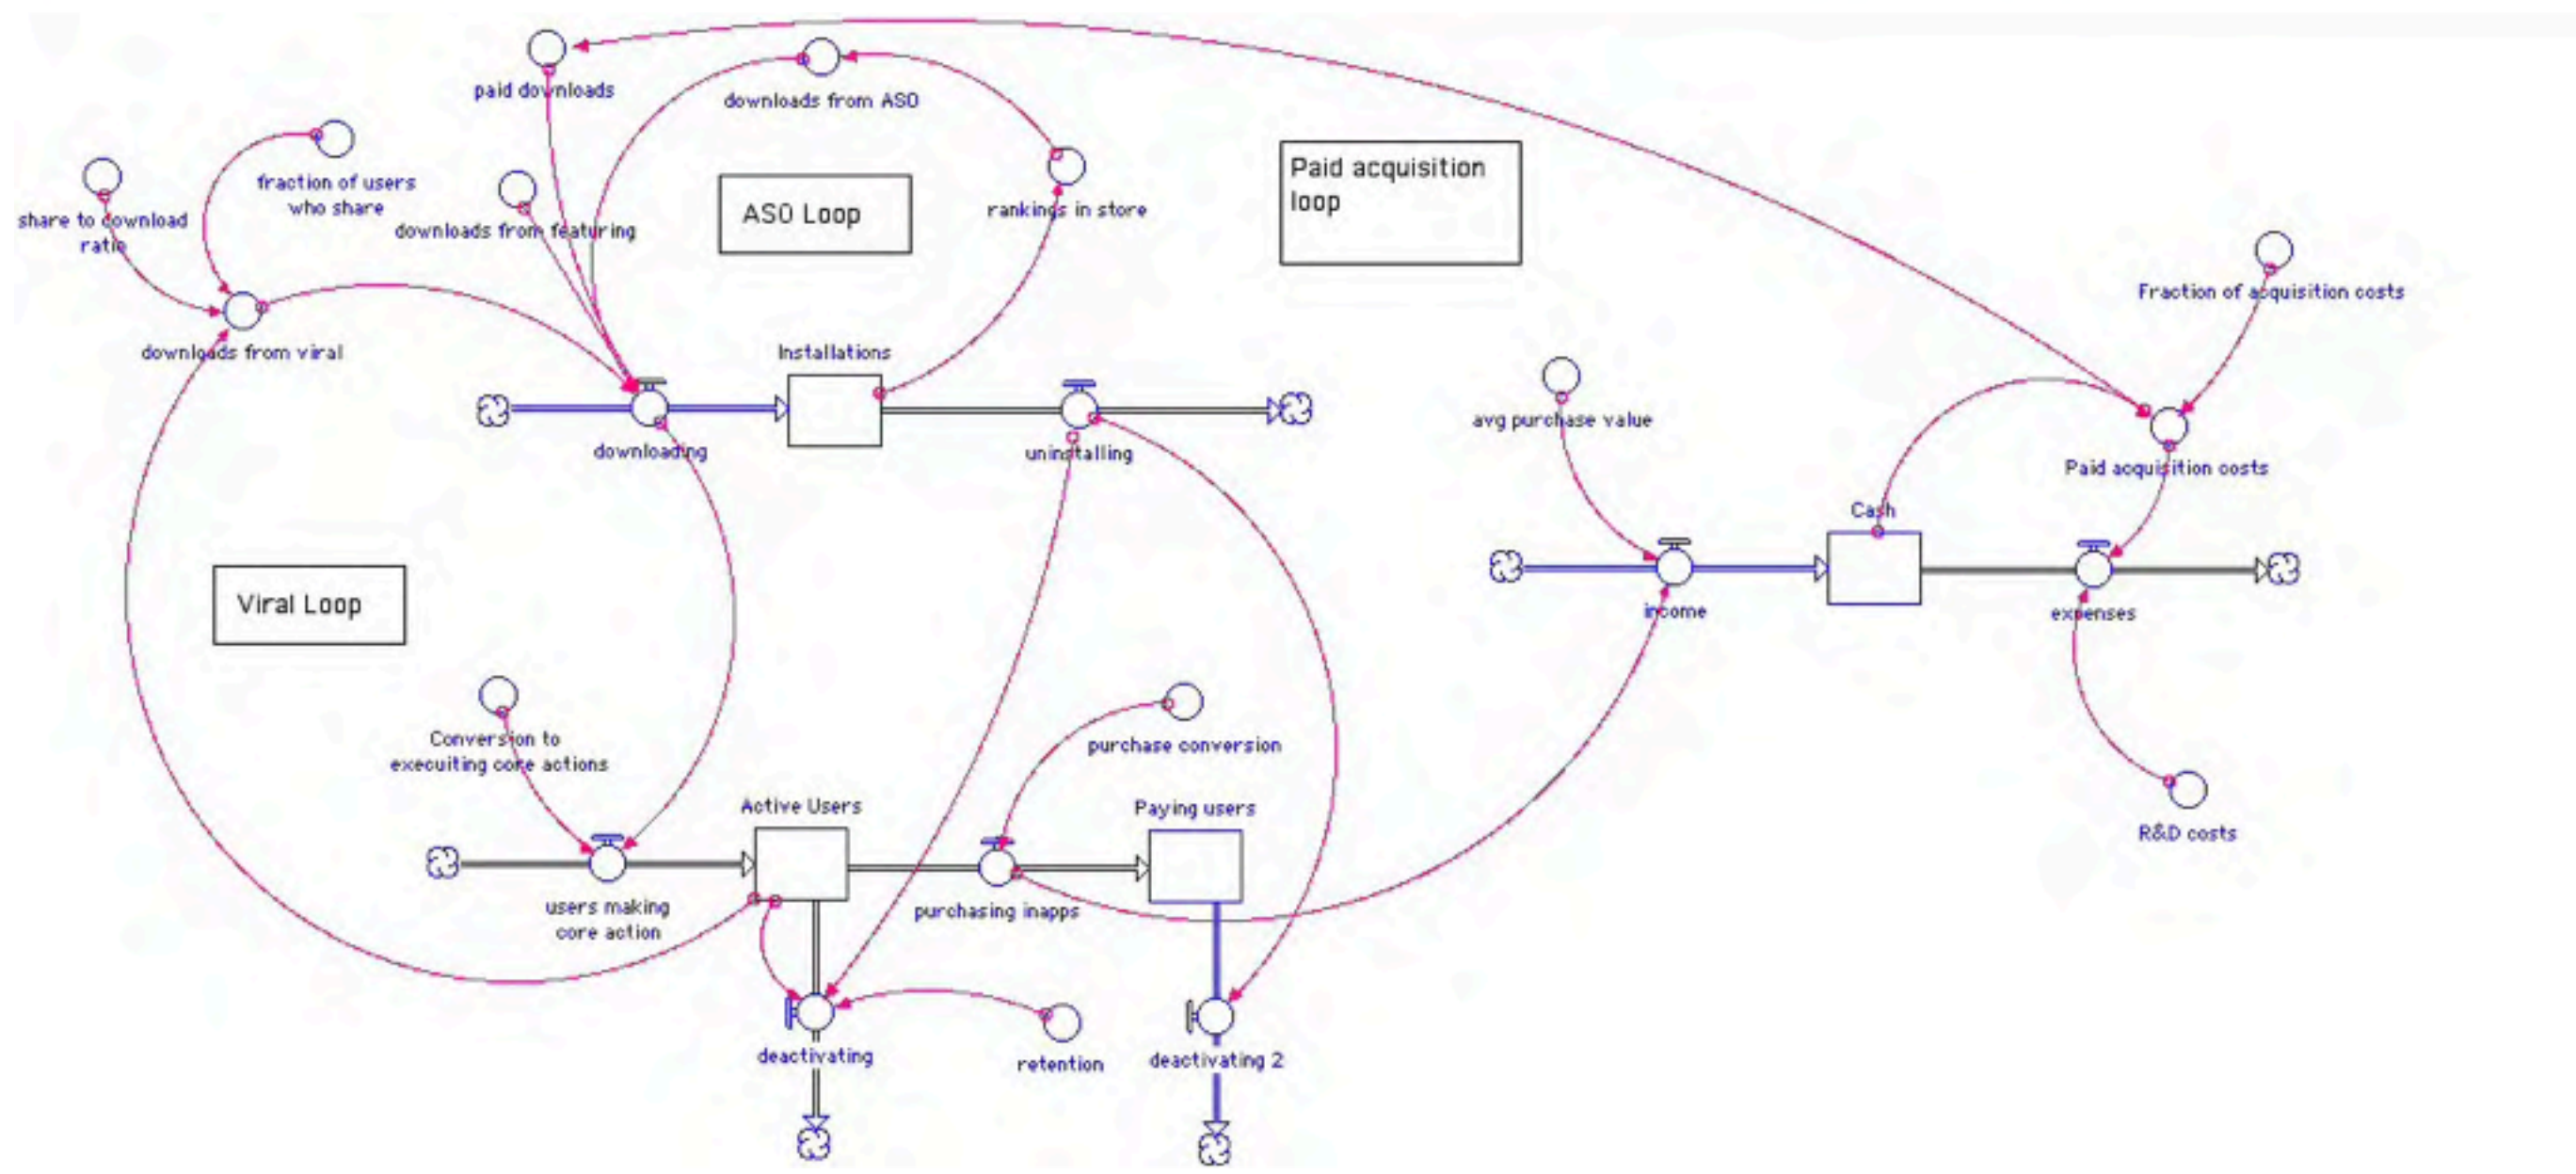 paid downloads
downloads from ASO
fraction of users
who share
share to download
ratio
downloads from featuring
ASO Loop
rankings in store
Paid acquisition
loop
Fraction of acquisition costs
downloads from viral
Installations
downloading
uninstalling
avg purchase value
Paid acquisition costs
Cash
income
expenses
Viral Loop
Conversion to
execuiting core actions
purchase conversion
Active Users
Paying users
R&D costs
users making
core action
purchasing inapps
deactivating
retention
deactivating 2